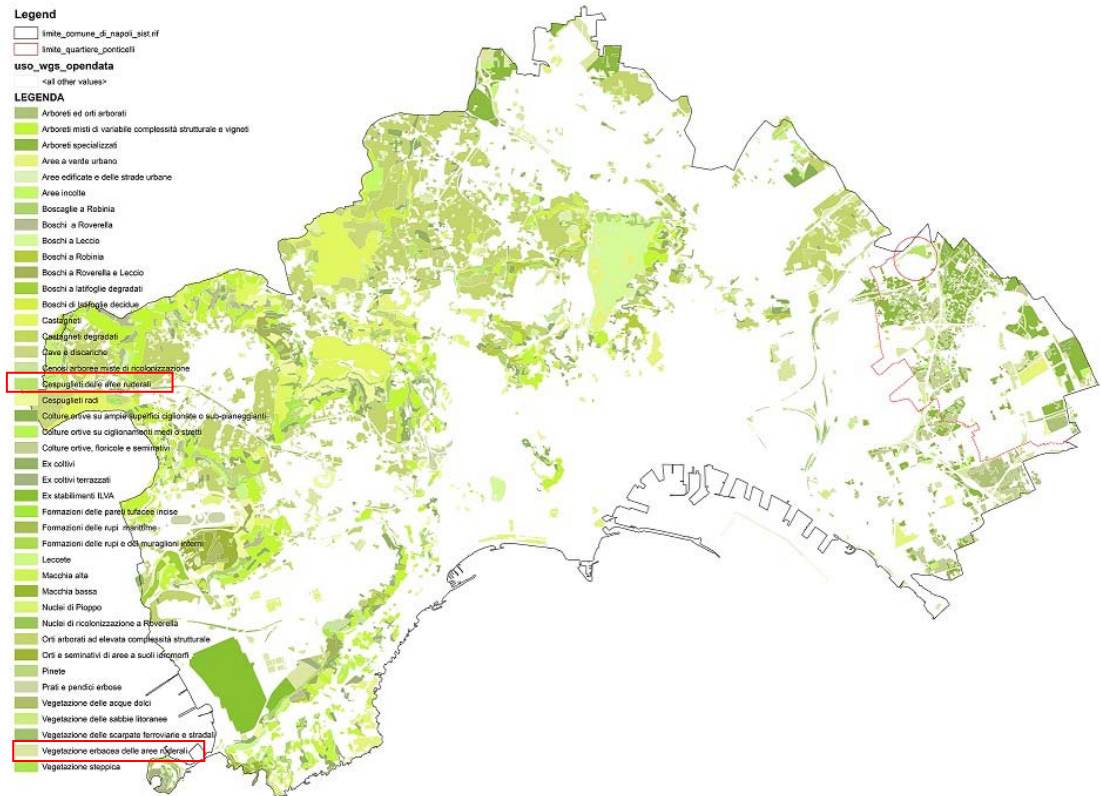 Legend
limite_comune_di_napoli_sist.rif
limite_quartiere_ponticelli
uso_wgs_opendata
<all other values>
LEGENDA
Arboreti ed orti arborati
Arboreti misti di variabile complessità strutturale e vigneti
Arboreti specializzati
Aree a verde urbano
Aree edificate e delle strade urbane
Aree incolte
Boscaglie a Robinia
Boschi a Roverella
Boschi a Leccio
Boschi a Robinia
Boschi a Roverella e Leccio
Boschi a latifoglie degradati
Boschi di latifoglie decidue
Castagneti
Castagneti degradati
Cave e discariche
Cenosi arboree miste di ricolonizzazione
Cespuglieti delle aree ruderali
Cespuglieti radi
Colture ortive su ampie superfici ciglionate o sub-pianeggianti
Colture ortive su ciglionamenti medi o stretti
Colture ortive, floricole e seminativi
Ex coltivi
Ex coltivi terrazzati
Ex stabilimenti ILVA
Formazioni delle pareti tufacee incise
Formazioni delle rupi marittime
Formazioni delle rupi e dei muraglioni interni
Leccete
Macchia alta
Macchia bassa
Nuclei di Pioppo
Nuclei di ricolonizzazione a Roverella
Orti arborati ad elevata complessità strutturale
Orti e seminativi di aree a suoli idromorfi
Pinete
Prati e pendici erbose
Vegetazione delle acque dolci
Vegetazione delle sabbie litoranee
Vegetazione delle scarpate ferroviarie e stradali
Vegetazione erbacea delle aree ruderali
Vegetazione steppica